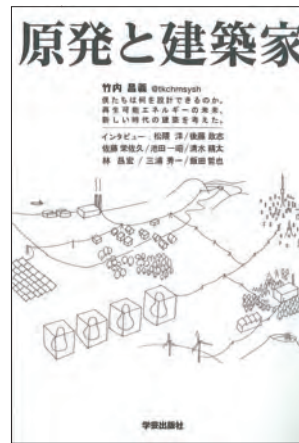 原発と建築家
竹内 昌義 @tkchmsysh
僕たちは何を設計できるのか。
再生可能エネルギーの未来、
新しい時代の建築を考えた。
インタビュー：松隈 洋/後藤政志
佐藤栄佐久/池田一昭/清水精太
林 昌宏/三浦秀一/飯田哲也
学芸出版社